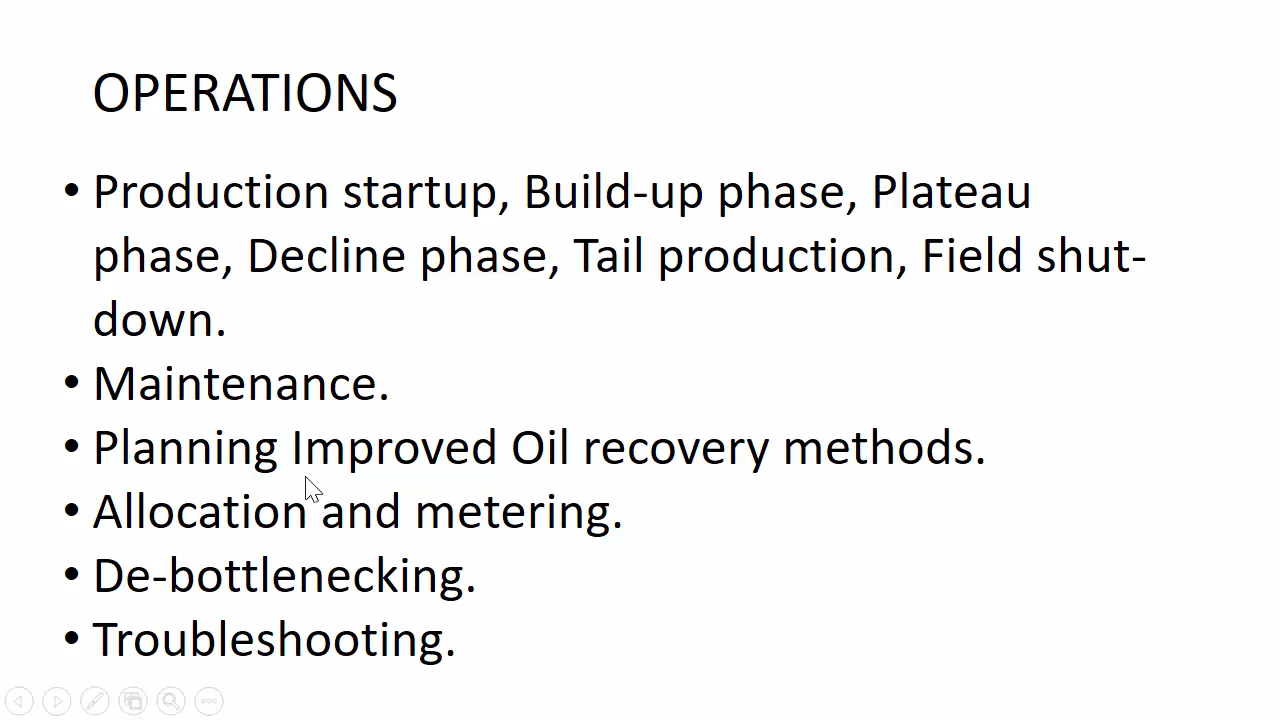 OPERATIONS
• Production startup, Build-up phase, Plateau
phase, Decline phase, Tail production, Field shut-
down.
• Maintenance.
• Planning Improved Oil recovery methods.
• Allocation and metering.
• De-bottlenecking.
• Troubleshooting.